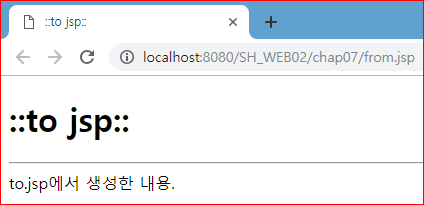 ::to jsp::
localhost:8080/SH_WEB02/chap07/from.jsp
::to jsp::
to.jsp에서 생성한 내용.